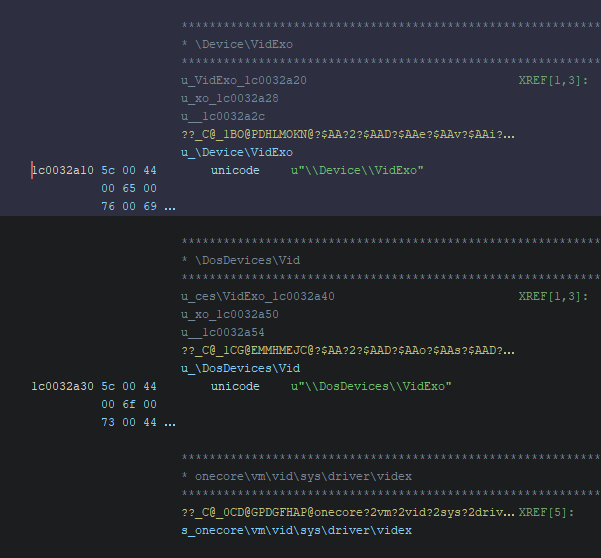 ******************************************************************
* \Device\VidExo
******************************************************************
u_VidExo_1c0032a20 XREF[1,3]:
u_xo_1c0032a28
u__1c0032a2c
??_C@_1BO@PDHLMOKN@?$AA?2?$AAD?$AAe?$AAv?$AAi?...
u_\Device\VidExo
1c0032a10 5c 00 44 unicode u"\\Device\\VidExo"
00 65 00
76 00 69 ...
******************************************************************
* \DosDevices\Vid
******************************************************************
u_ces\VidExo_1c0032a40 XREF[1,3]:
u_xo_1c0032a50
u__1c0032a54
??_C@_1CG@EMMHMEJC@?$AA?2?$AAD?$AAo?$AAs?$AAD?...
u_\DosDevices\Vid
1c0032a30 5c 00 44 unicode u"\\DosDevices\\VidExo"
00 6f 00
73 00 44 ...
******************************************************************
* onecore\vm\vid\sys\driver\videx
******************************************************************
??_C@_0CD@GPDGFHAP@onecore?2vm?2vid?2sys?2driv... XREF[5]:
s_onecore\vm\vid\sys\driver\videx